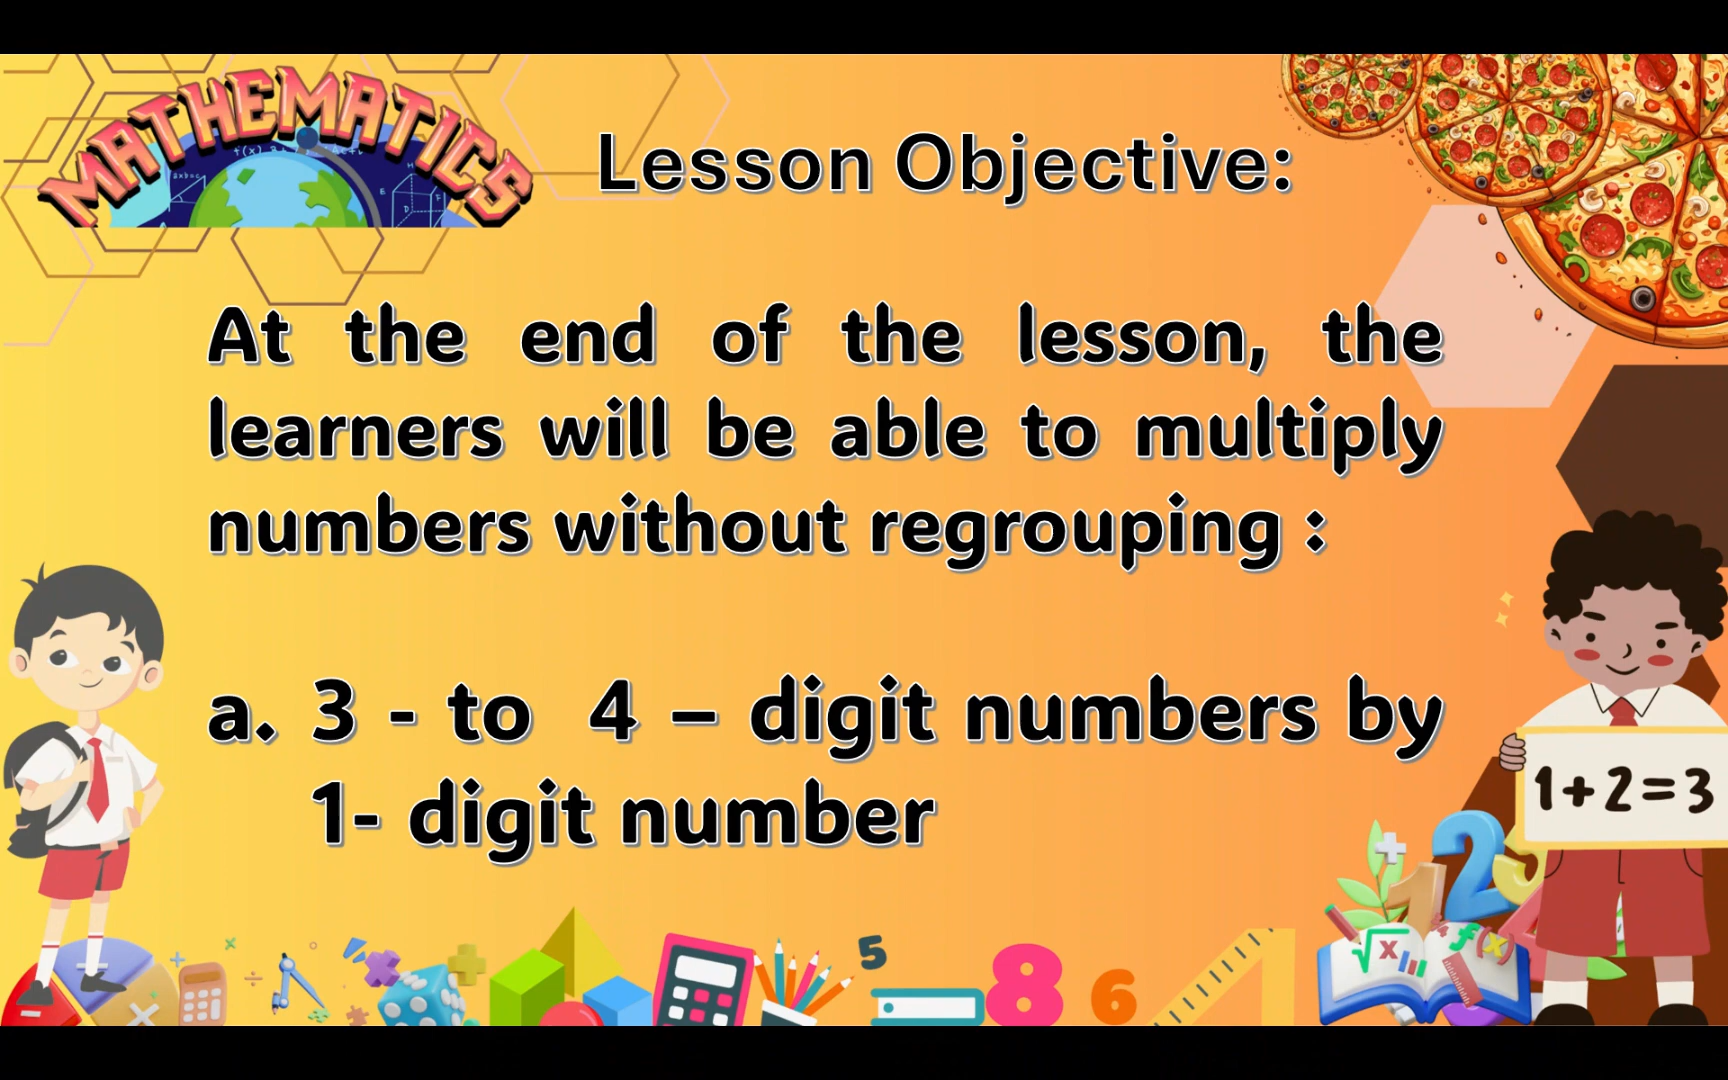 MATHEMATICS
Lesson Objective:
At the end of the lesson, the
learners will be able to multiply
numbers without regrouping :
a. 3 - to 4 – digit numbers by
1- digit number
1+2=3
5
8
6
2
√x
f(x)